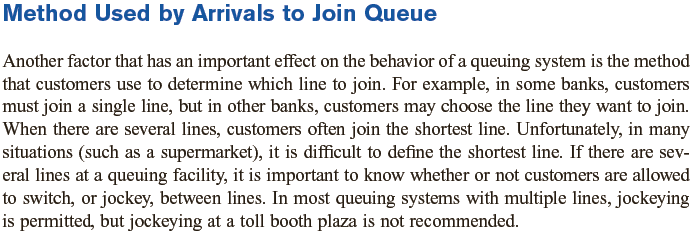 Method Used by Arrivals to Join Queue
Another factor that has an important effect on the behavior of a queuing system is the method
that customers use to determine which line to join. For example, in some banks, customers
must join a single line, but in other banks, customers may choose the line they want to join.
When there are several lines, customers often join the shortest line. Unfortunately, in many
situations (such as a supermarket), it is difficult to define the shortest line. If there are sev-
eral lines at a queuing facility, it is important to know whether or not customers are allowed
to switch, or jockey, between lines. In most queuing systems with multiple lines, jockeying
is permitted, but jockeying at a toll booth plaza is not recommended.